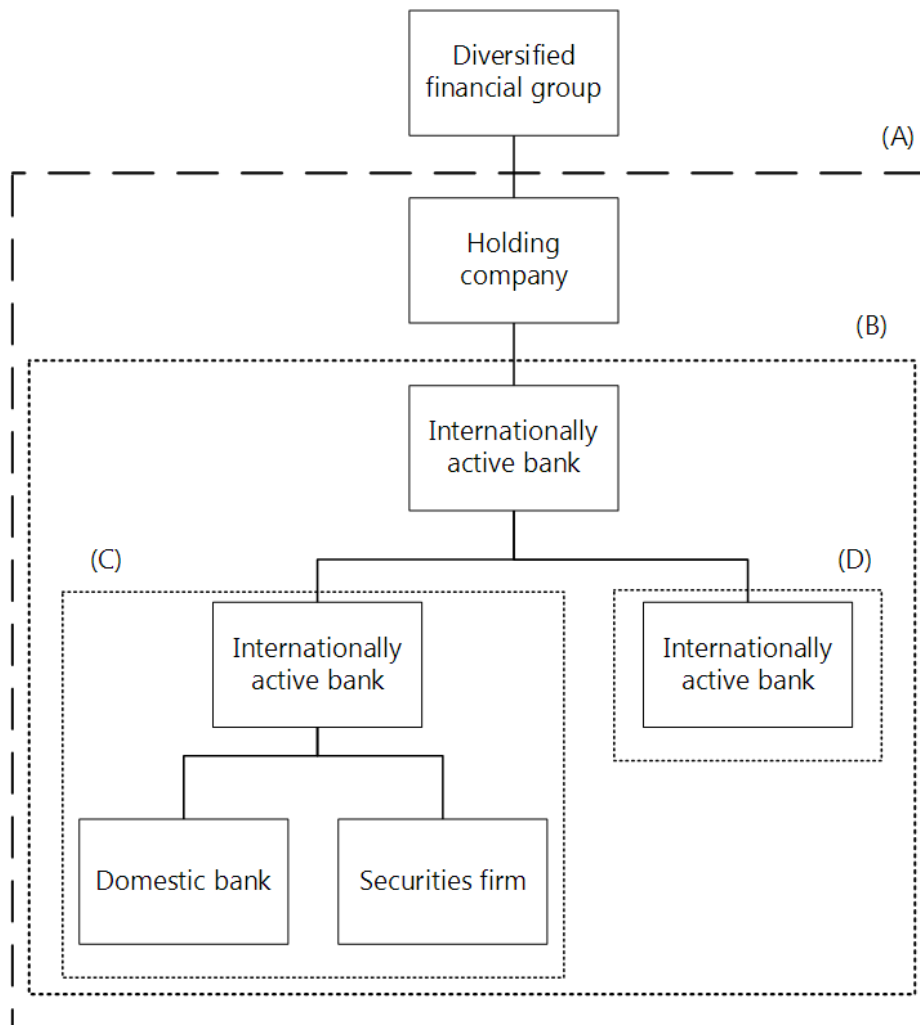 Diversified
financial group
(A)
Holding
company
(B)
Internationally
active bank
(C)
(D)
Internationally
active bank
Internationally
active bank
Domestic bank
Securities firm